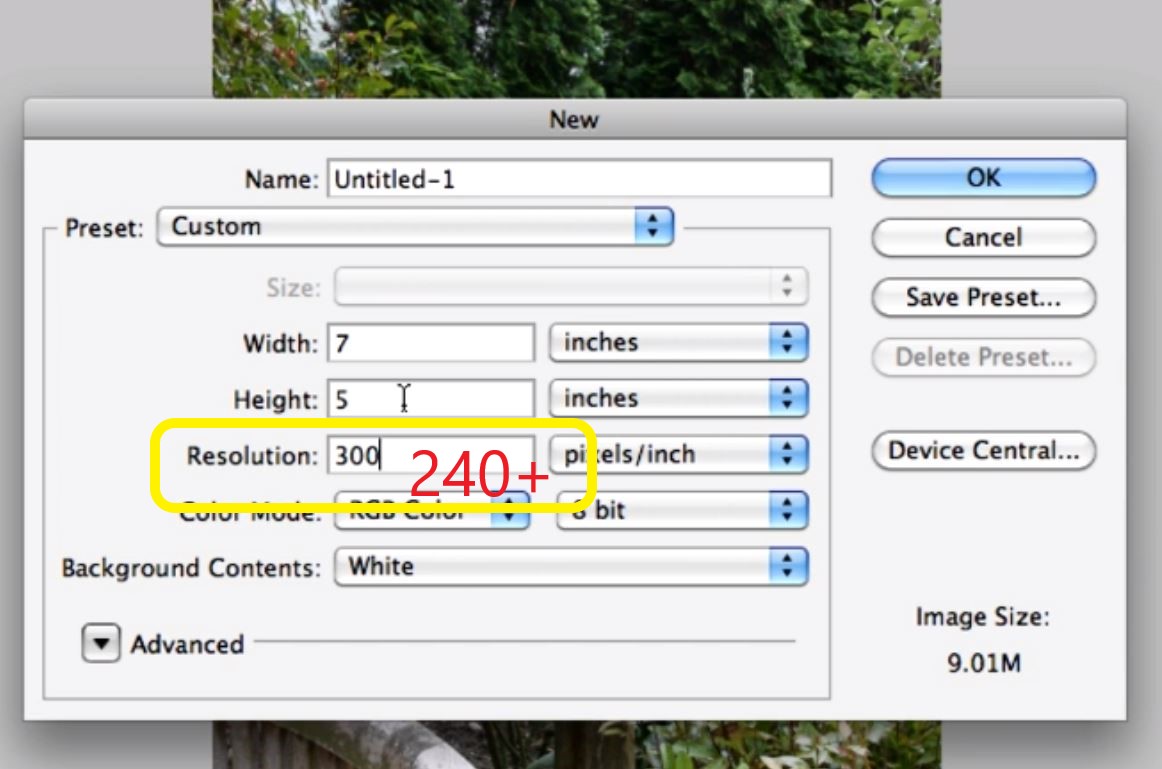 New
Name: Untitled-1
OK
Preset: Custom
Cancel
Size:
Save Preset...
Width: 7 inches
Delete Preset...
Height: 5 inches
Resolution: 300 240+ pixels/inch
Device Central...
Color Mode: RGB Color 8 bit
Background Contents: White
Image Size:
Advanced
9.01M